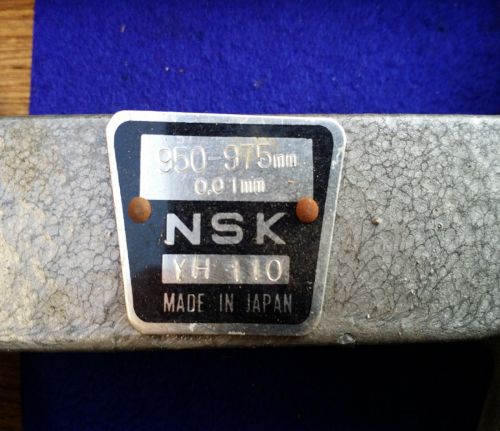 950-975mm
0.01mm
NSK
YH 110
MADE IN JAPAN